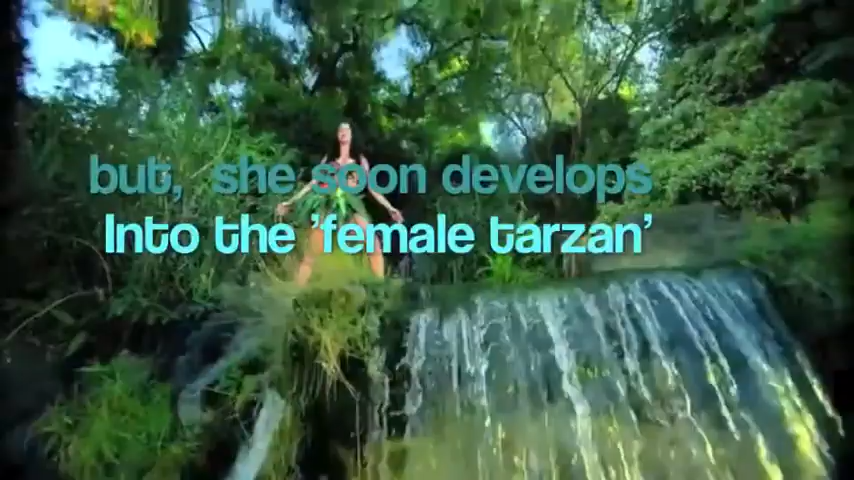 but, she soon develops
Into the 'female tarzan'